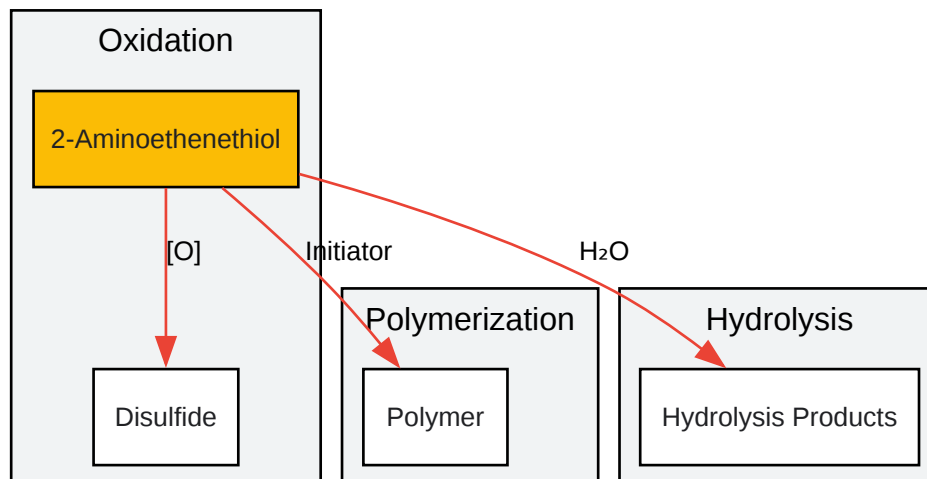 Oxidation
2-Aminoethenethiol
[O]
Initiator
H₂O
Polymerization
Hydrolysis
Disulfide
Polymer
Hydrolysis Products